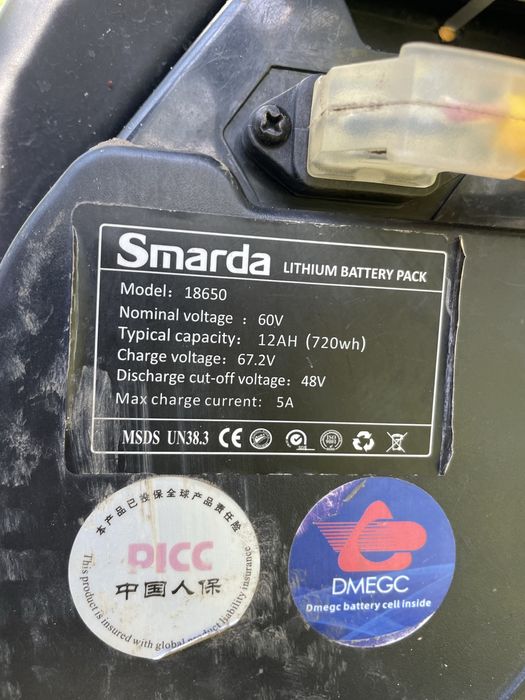 Smarda LITHIUM BATTERY PACK
Model: 18650
Nominal voltage : 60V
Typical capacity: 12AH (720wh)
Charge voltage: 67.2V
Discharge cut-off voltage: 48V
Max charge current: 5A
MSDS UN38.3 CE
本产品已投保全球产品责任险
PICC
中国人保
This product is insured with global product liability insurance
DMEGC
Dmegc battery cell inside